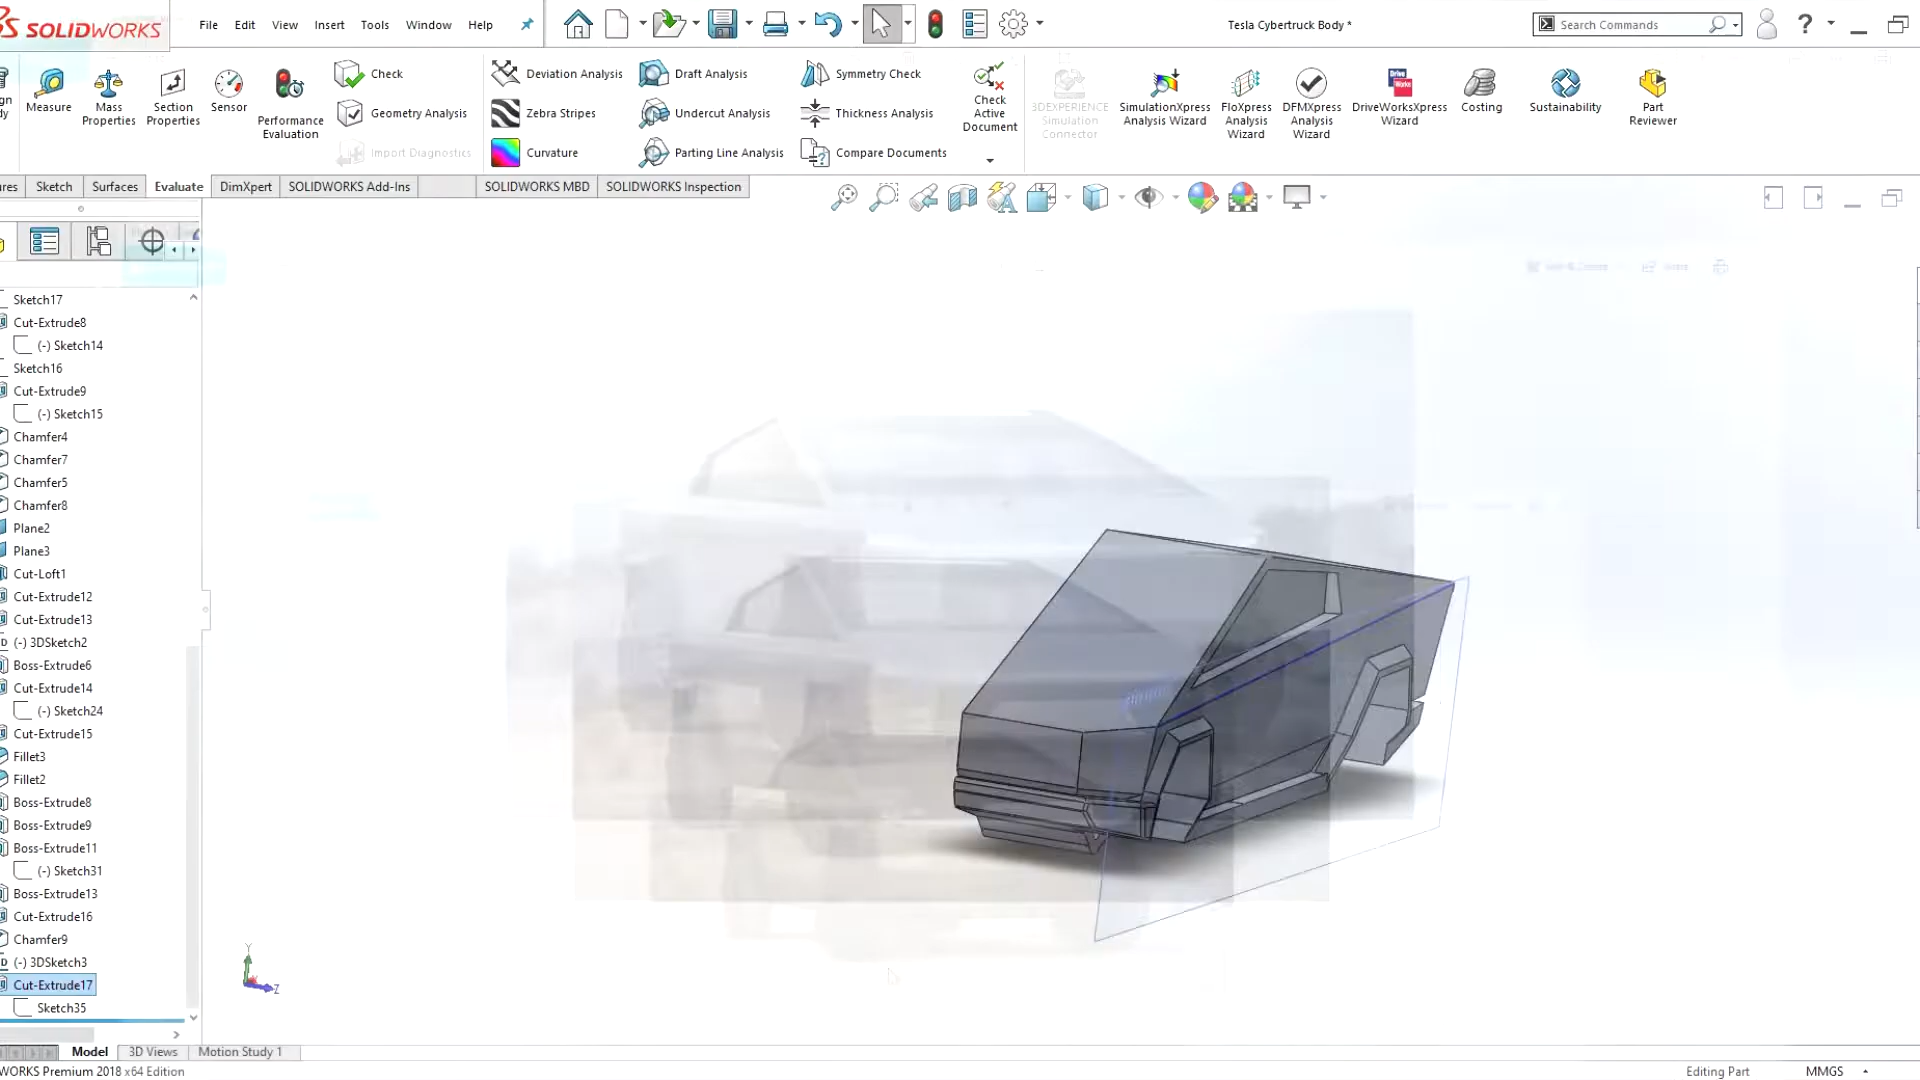 SOLIDWORKS
File Edit View Insert Tools Window Help
Tesla Cybertruck Body *
Search Commands
?
Measure
Mass Properties
Section Properties
Sensor
Performance Evaluation
Check
Geometry Analysis
Import Diagnostics
Deviation Analysis
Zebra Stripes
Curvature
Draft Analysis
Undercut Analysis
Parting Line Analysis
Symmetry Check
Thickness Analysis
Compare Documents
Check Active Document
3DEXPERIENCE Simulation Connector
SimulationXpress Analysis Wizard
FloXpress Analysis Wizard
DFMXpress Analysis Wizard
DriveWorksXpress Wizard
Costing
Sustainability
Part Reviewer
ures Sketch Surfaces Evaluate DimXpert SOLIDWORKS Add-Ins SOLIDWORKS MBD SOLIDWORKS Inspection
Sketch17
Cut-Extrude8
(-) Sketch14
Sketch16
Cut-Extrude9
(-) Sketch15
Chamfer4
Chamfer7
Chamfer5
Chamfer8
Plane2
Plane3
Cut-Loft1
Cut-Extrude12
Cut-Extrude13
(-) 3DSketch2
Boss-Extrude6
Cut-Extrude14
(-) Sketch24
Cut-Extrude15
Fillet3
Fillet2
Boss-Extrude8
Boss-Extrude9
Boss-Extrude11
(-) Sketch31
Boss-Extrude13
Cut-Extrude16
Chamfer9
(-) 3DSketch3
Cut-Extrude17
Sketch35
Y
Z
Model 3D Views Motion Study 1
WORKS Premium 2018 x64 Edition
Editing Part
MMGS